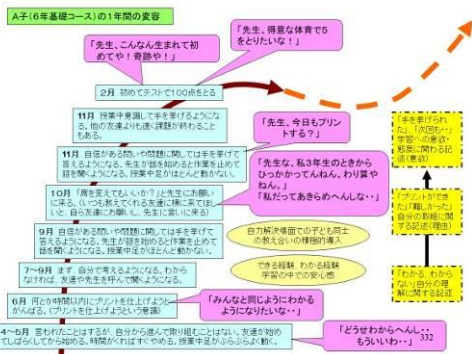 A子(6年基礎コース)の1年間の変容
「先生、こんなん生まれて初
めてや!奇跡や!」
「先生、得意な体育で5
をとりたいな!」
2月 初めてテストで100点をとる
11月 授業中意識して手を挙げるようにな
る、他の友達よりも速く課題が終わること
もある。
「先生、今日もプリン
トする?」
11月 自信がある問いや問題に関しては手を挙げて
答えるようになる。先生が話を始めると作業を止めて
話を聞くようになる。授業中足がほとんど動かない。
「先生な、私3年生のときから
ひっかかってんねん。わり算や
ねん。」
「私だってあきらめへんしな・・」
10月 「席を変えてもいいか?」と先生にお願い
に来る。いつも教えてくれる友達に横に来てほし
いと、自ら友達にお願いし、先生に言いに来る)
9月 自信がある問いや問題に関しては手を挙げて
答えるようになる。先生が話を始めると作業を止めて
話を聞くようになる。授業中足がほとんど動かない。
自力解決場面での子ども同士
の教え合いの積極的導入
できる経験、わかる経験
学習の中での安心感
7〜9月 まず、自分で考えるようになる。わから
なければ、友達や先生を呼んで聞くようになる。
6月 何とか時間以内にプリントを仕上げようと
がんばる。(プリントを仕上げようという意識)
「みんなと同じようにわかる
ようになりたいな・・」
4〜5月 言われたことはするが、自分から進んで取り組むことはない。友達が始め
てしばらくしてから始める。時間がくればすぐやめる。授業中足がぶらぶらよく動く。
「どうせわからへんし・・
もういいわ・・」
332
「手を挙げられ
た」、「次回も・・」
学習への意欲・
態度に関わる記
述(意欲)
「プリントができ
た」「難しかった」
自分の取組に関
する記述(理由)
「わかる、わから
ない」自分の理
解に関する記述